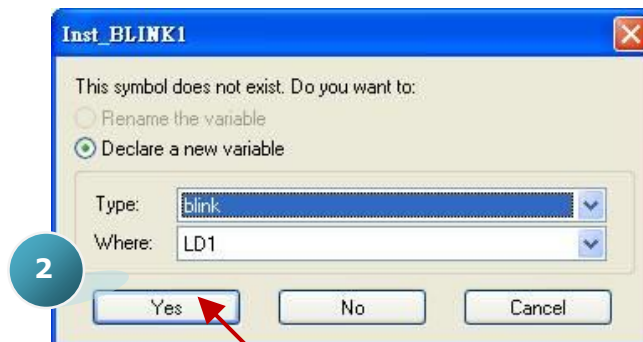 Inst_BLINK1
This symbol does not exist. Do you want to:
Rename the variable
Declare a new variable
Type: blink
Where: LD1
2
Yes No Cancel